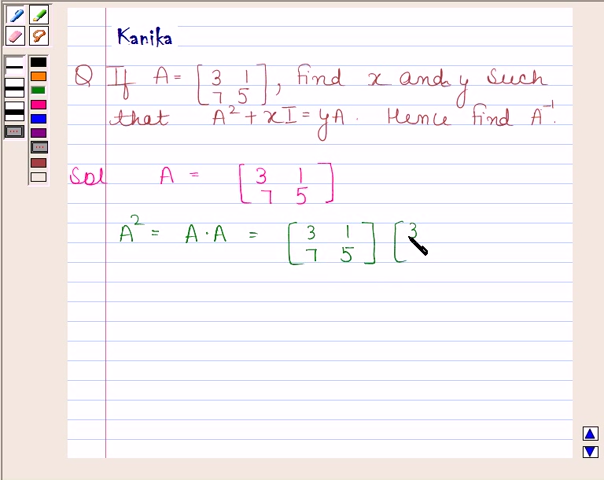 Kanika
Q If A = [3 1 7 5], find x and y such
that A² + xI = yA. Hence find A⁻¹.
Sol A = [3 1 7 5]
A² = A · A = [3 1 7 5] [3